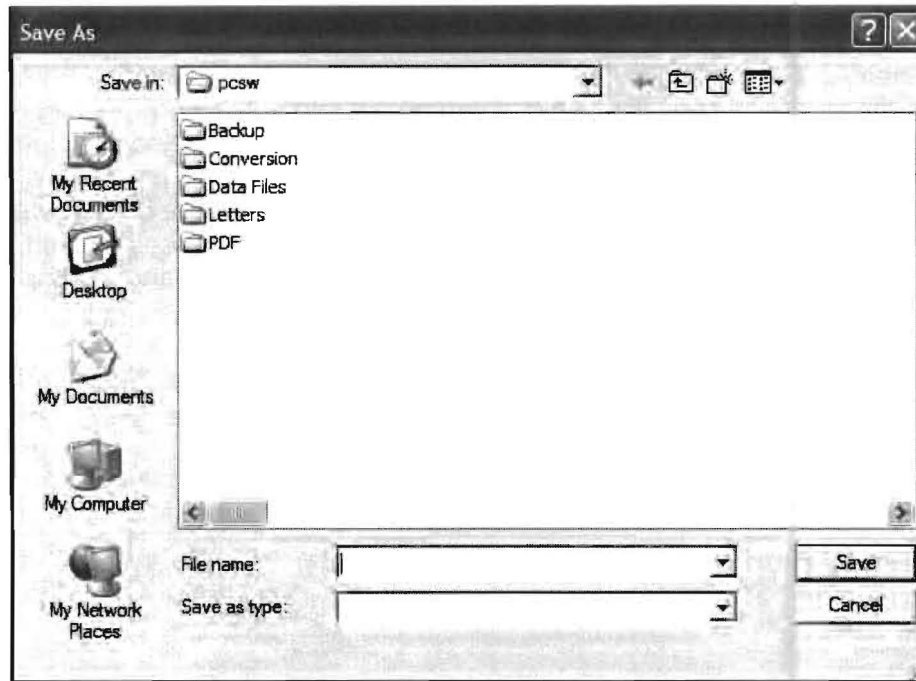 Save As
Save in: pcsw
Backup
Conversion
Data Files
Letters
PDF
My Recent
Documents
Desktop
My Documents
My Computer
My Network
Places
File name:
Save
Save as type:
Cancel